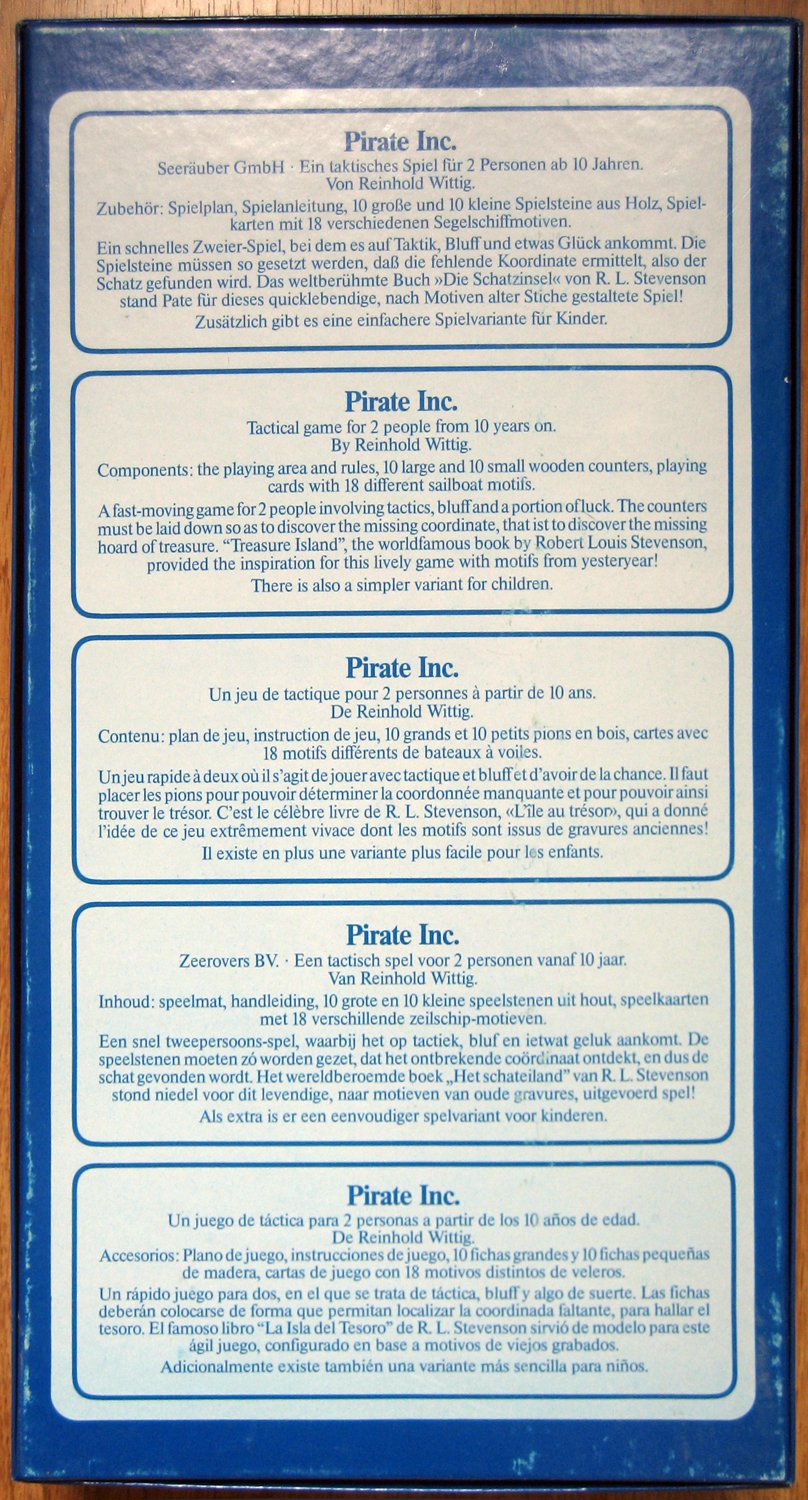 Pirate Inc.
Seeräuber GmbH · Ein taktisches Spiel für 2 Personen ab 10 Jahren.
Von Reinhold Wittig.
Zubehör: Spielplan, Spielanleitung, 10 große und 10 kleine Spielsteine aus Holz, Spiel-
karten mit 18 verschiedenen Segelschiffmotiven.
Ein schnelles Zweier-Spiel, bei dem es auf Taktik, Bluff und etwas Glück ankommt. Die
Spielsteine müssen so gesetzt werden, daß die fehlende Koordinate ermittelt, also der
Schatz gefunden wird. Das weltberühmte Buch »Die Schatzinsel« von R. L. Stevenson
stand Pate für dieses quicklebendige, nach Motiven alter Stiche gestaltete Spiel!
Zusätzlich gibt es eine einfachere Spielvariante für Kinder.
Pirate Inc.
Tactical game for 2 people from 10 years on.
By Reinhold Wittig.
Components: the playing area and rules, 10 large and 10 small wooden counters, playing
cards with 18 different sailboat motifs.
A fast-moving game for 2 people involving tactics, bluff and a portion of luck. The counters
must be laid down so as to discover the missing coordinate, that ist to discover the missing
hoard of treasure. “Treasure Island”, the worldfamous book by Robert Louis Stevenson,
provided the inspiration for this lively game with motifs from yesteryear!
There is also a simpler variant for children.
Pirate Inc.
Un jeu de tactique pour 2 personnes à partir de 10 ans.
De Reinhold Wittig.
Contenu: plan de jeu, instruction de jeu, 10 grands et 10 petits pions en bois, cartes avec
18 motifs différents de bateaux à voiles.
Un jeu rapide à deux où il s'agit de jouer avec tactique et bluff et d'avoir de la chance. Il faut
placer les pions pour pouvoir déterminer la coordonnée manquante et pour pouvoir ainsi
trouver le trésor. C'est le célèbre livre de R. L. Stevenson, «L'île au trésor», qui a donné
l'idée de ce jeu extrêmement vivace dont les motifs sont issus de gravures anciennes!
Il existe en plus une variante plus facile pour les enfants.
Pirate Inc.
Zeerovers BV. · Een tactisch spel voor 2 personen vanaf 10 jaar.
Van Reinhold Wittig.
Inhoud: speelmat, handleiding, 10 grote en 10 kleine speelstenen uit hout, speelkaarten
met 18 verschillende zeilschip-motieven.
Een snel tweepersoons-spel, waarbij het op tactiek, bluf en ietwat geluk aankomt. De
speelstenen moeten zó worden gezet, dat het ontbrekende coördinaat ontdekt, en dus de
schat gevonden wordt. Het wereldberoemde boek „Het schateiland” van R. L. Stevenson
stond niedel voor dit levendige, naar motieven van oude gravures, uitgevoerd spel!
Als extra is er een eenvoudiger spelvariant voor kinderen.
Pirate Inc.
Un juego de táctica para 2 personas a partir de los 10 años de edad.
De Reinhold Wittig.
Accesorios: Plano de juego, instrucciones de juego, 10 fichas grandes y 10 fichas pequeñas
de madera, cartas de juego con 18 motivos distintos de veleros.
Un rápido juego para dos, en el que se trata de táctica, bluff y algo de suerte. Las fichas
deberán colocarse de forma que permitan localizar la coordinada faltante, para hallar el
tesoro. El famoso libro “La Isla del Tesoro” de R. L. Stevenson sirvió de modelo para este
ágil juego, configurado en base a motivos de viejos grabados.
Adicionalmente existe también una variante más sencilla para niños.